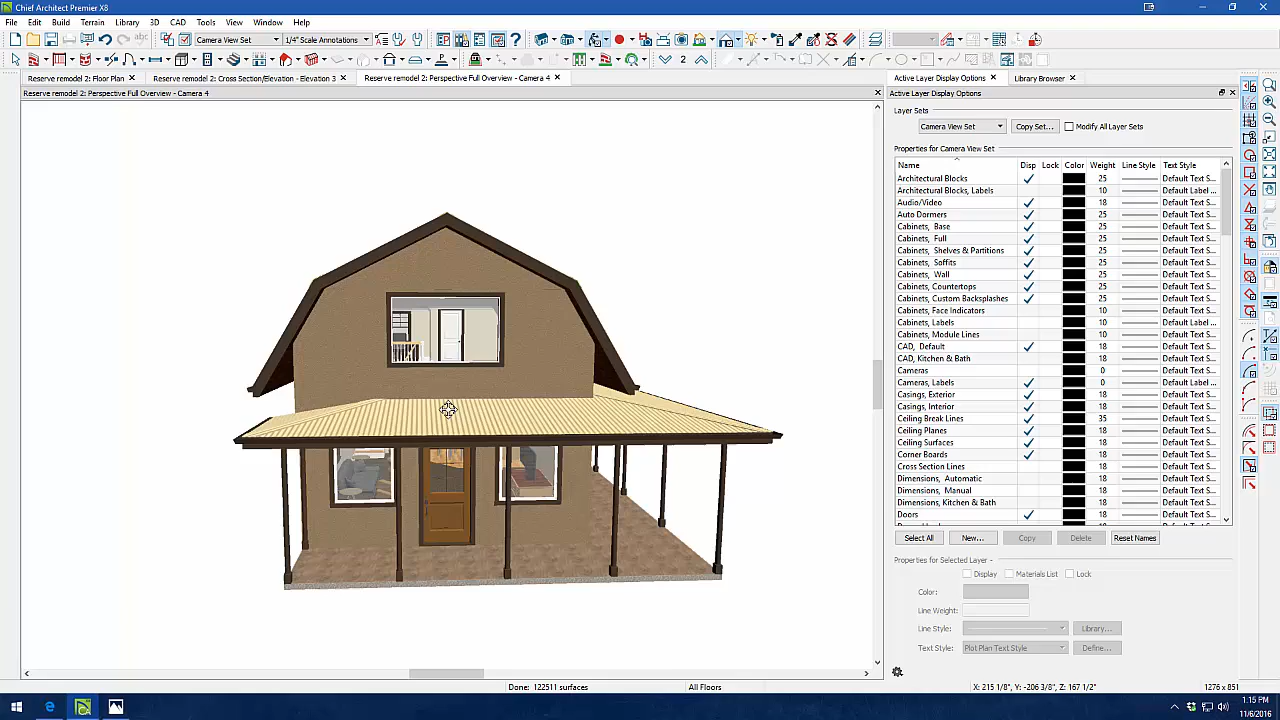 Chief Architect Premier X8
File Edit Build Terrain Library 3D CAD Tools View Window Help
Camera View Set 1/4" Scale Annotations
2
Reserve remodel 2: Floor Plan Reserve remodel 2: Cross Section/Elevation - Elevation 3 Reserve remodel 2: Perspective Full Overview - Camera 4
Reserve remodel 2: Perspective Full Overview - Camera 4
Active Layer Display Options Library Browser
Active Layer Display Options
Layer Sets
Camera View Set Copy Set... Modify All Layer Sets
Properties for Camera View Set
Name Disp Lock Color Weight Line Style Text Style
Architectural Blocks 25 Default Text S...
Architectural Blocks, Labels 10 Default Label ...
Audio/Video 18 Default Text S...
Auto Dormers 25 Default Text S...
Cabinets, Base 25 Default Text S...
Cabinets, Full 25 Default Text S...
Cabinets, Shelves & Partitions 25 Default Text S...
Cabinets, Soffits 25 Default Text S...
Cabinets, Wall 25 Default Text S...
Cabinets, Countertops 25 Default Text S...
Cabinets, Custom Backsplashes 25 Default Text S...
Cabinets, Face Indicators 10 Default Text S...
Cabinets, Labels 10 Default Label ...
Cabinets, Module Lines 10 Default Text S...
CAD, Default 18 Default Text S...
CAD, Kitchen & Bath 18 Default Text S...
Cameras 0 Default Text S...
Cameras, Labels 0 Default Label ...
Casings, Exterior 25 Default Text S...
Casings, Interior 18 Default Text S...
Ceiling Break Lines 35 Default Text S...
Ceiling Planes 18 Default Text S...
Ceiling Surfaces 18 Default Text S...
Corner Boards 18 Default Text S...
Cross Section Lines 18 Default Text S...
Dimensions, Automatic 18 Default Text S...
Dimensions, Manual 18 Default Text S...
Dimensions, Kitchen & Bath 18 Default Text S...
Doors 18 Default Text S...
Select All New... Copy Delete Reset Names
Properties for Selected Layer -
Display Materials List Lock
Color:
Line Weight:
Line Style: Library...
Text Style: Plot Plan Text Style Define...
Done: 122511 surfaces All Floors X: 215 1/8", Y: -206 3/8", Z: 167 1/2" 1276 x 851
1:15 PM
11/6/2016